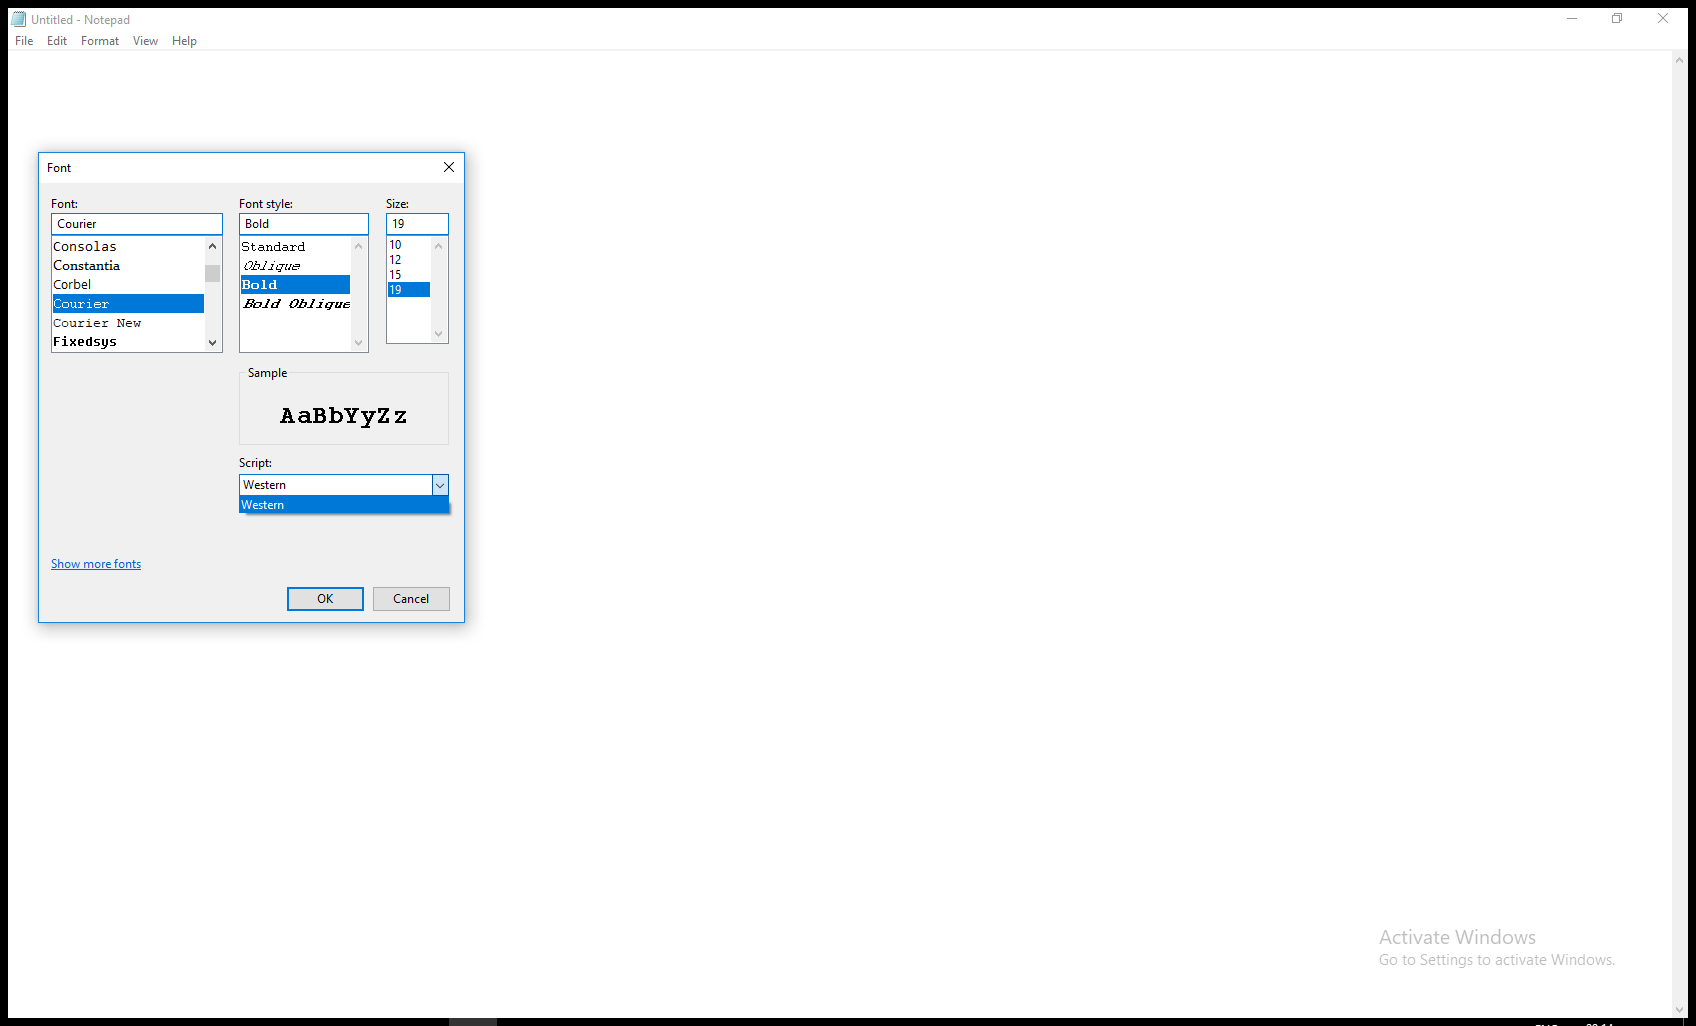 Untitled - Notepad
File Edit Format View Help
Font
Font: Font style: Size:
Courier Bold 19
Consolas
Constantia
Corbel
Courier
Courier New
Fixedsys
Standard
Oblique
Bold
Bold Oblique
10
12
15
19
Sample
AaBbYyZz
Script:
Western
Western
Show more fonts
OK Cancel
Activate Windows
Go to Settings to activate Windows.